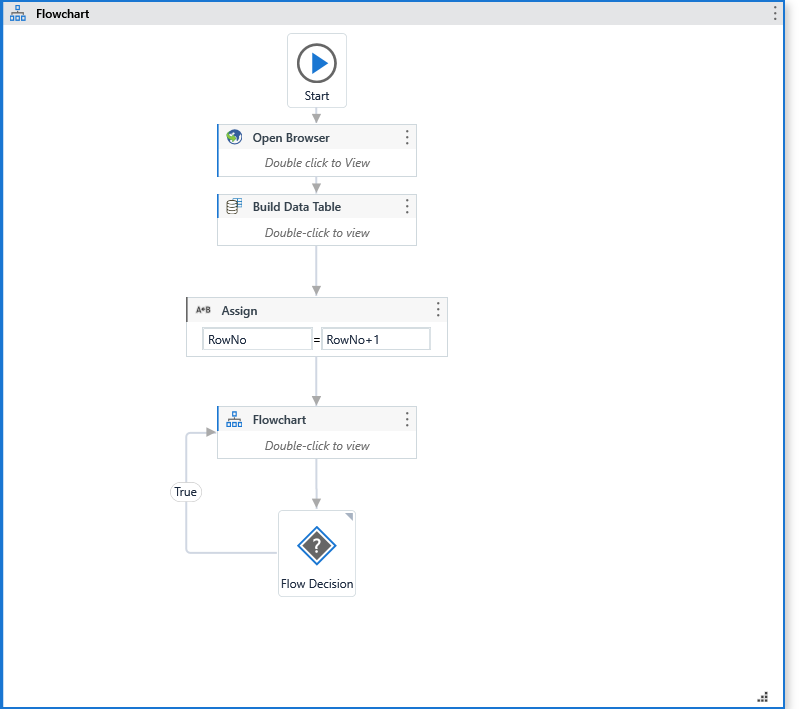 Flowchart
Start
Open Browser
Double click to View
Build Data Table
Double-click to view
A*B Assign
RowNo = RowNo+1
Flowchart
Double-click to view
True
?
Flow Decision